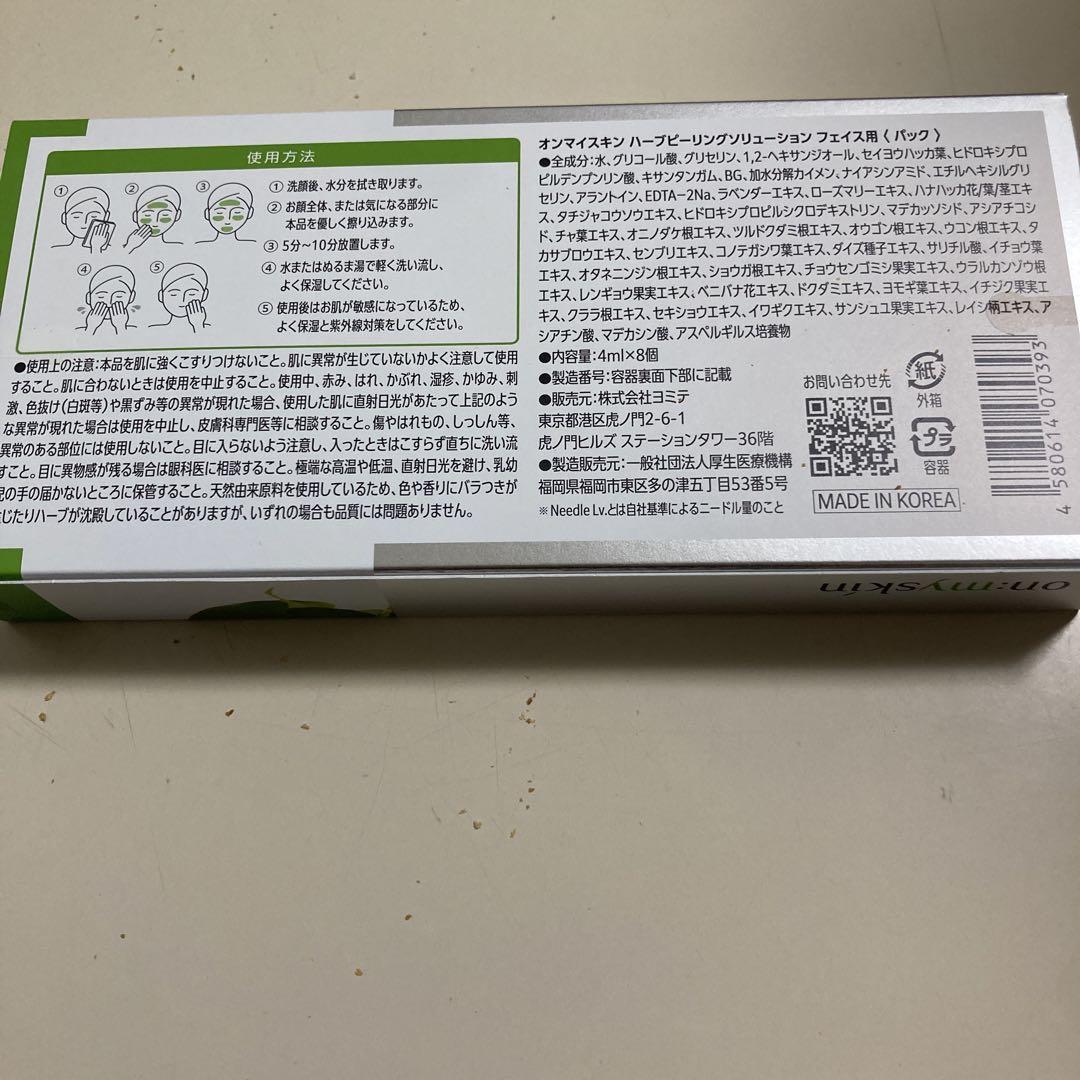 使用方法
①
②
③
④
⑤
① 洗顔後、水分を拭き取ります。
② お顔全体、または気になる部分に
本品を優しく擦り込みます。
③ 5分〜10分放置します。
④ 水またはぬるま湯で軽く洗い流し、
よく保湿してください。
⑤ 使用後はお肌が敏感になっているため、
よく保湿と紫外線対策をしてください。
●使用上の注意:本品を肌に強くこすりつけないこと。肌に異常が生じていないかよく注意して使用
すること。肌に合わないときは使用を中止すること。使用中、赤み、はれ、かぶれ、湿疹、かゆみ、刺
激、色抜け(白斑等)や黒ずみ等の異常が現れた場合、使用した肌に直射日光があたって上記のよう
な異常が現れた場合は使用を中止し、皮膚科専門医等に相談すること。傷やはれもの、しっしん等、
異常のある部位には使用しないこと。目に入らないよう注意し、入ったときはこすらず直ちに洗い流
すこと。目に異物感が残る場合は眼科医に相談すること。極端な高温や低温、直射日光を避け、乳幼
児の手の届かないところに保管すること。天然由来原料を使用しているため、色や香りにバラつきが
生じたりハーブが沈殿していることがありますが、いずれの場合も品質には問題ありません。
オンマイスキン ハーブピーリングソリューション フェイス用〈 パック 〉
●全成分:水、グリコール酸、グリセリン、1,2-ヘキサンジオール、セイヨウハッカ葉、ヒドロキシプロ
ピルデンプンリン酸、キサンタンガム、BG、加水分解カイメン、ナイアシンアミド、エチルヘキシルグリ
セリン、アラントイン、EDTA-2Na、ラベンダーエキス、ローズマリーエキス、ハナハッカ花/葉/茎エキ
ス、タチジャコウソウエキス、ヒドロキシプロピルシクロデキストリン、マデカッソシド、アシアチコシ
ド、チャ葉エキス、オニノダケ根エキス、ツルドクダミ根エキス、オウゴン根エキス、ウコン根エキス、タ
カサブロウエキス、センブリエキス、コノテガシワ葉エキス、ダイズ種子エキス、サリチル酸、イチョウ葉
エキス、オタネニンジン根エキス、ショウガ根エキス、チョウセンゴミシ果実エキス、ウラルカンゾウ根
エキス、レンギョウ果実エキス、ベニバナ花エキス、ドクダミエキス、ヨモギ葉エキス、イチジク果実エ
キス、クララ根エキス、セキショウエキス、イワギクエキス、サンシュユ果実エキス、レイシ柄エキス、ア
シアチン酸、マデカシン酸、アスペルギルス培養物
●内容量:4ml×8個
●製造番号:容器裏面下部に記載
●販売元:株式会社ヨミテ
東京都港区虎ノ門2-6-1
虎ノ門ヒルズ ステーションタワー36階
●製造販売元:一般社団法人厚生医療機構
福岡県福岡市東区多の津五丁目53番5号
※ Needle Lv.とは自社基準によるニードル量のこと
お問い合わせ先
紙
外箱
プラ
容器
MADE IN KOREA
4 580614 070393
on:myskin